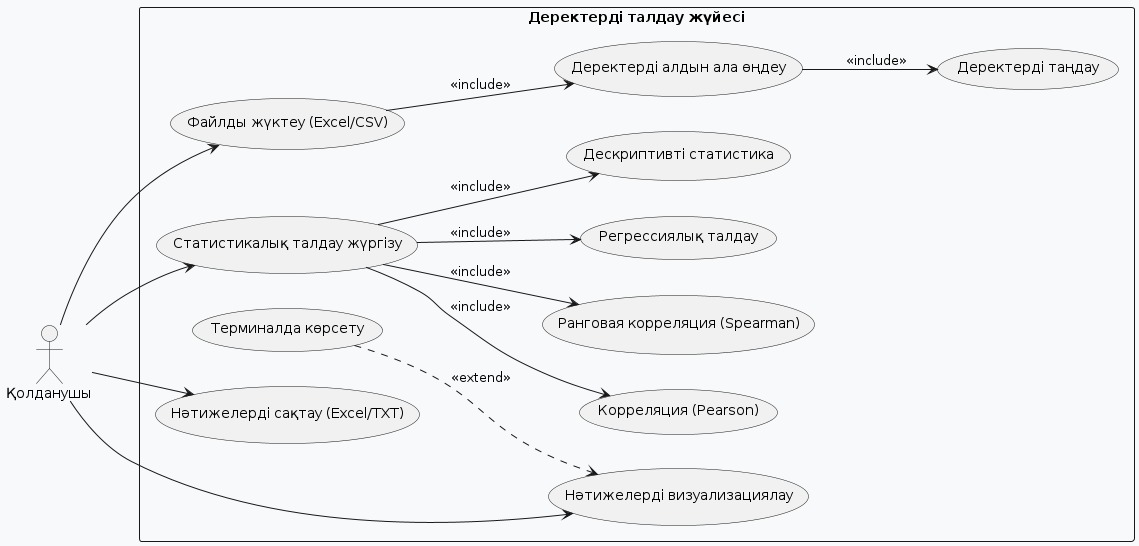 Деректерді талдау жүйесі
Деректерді алдын ала өңдеу
«include»
Деректерді таңдау
«include»
Файлды жүктеу (Excel/CSV)
Дескриптивті статистика
«include»
Регрессиялық талдау
«include»
Статистикалық талдау жүргізу
«include»
«include»
Ранговая корреляция (Spearman)
Терминалда көрсету
«extend»
Қолданушы
Нәтижелерді сақтау (Excel/TXT)
Корреляция (Pearson)
Нәтижелерді визуализациялау